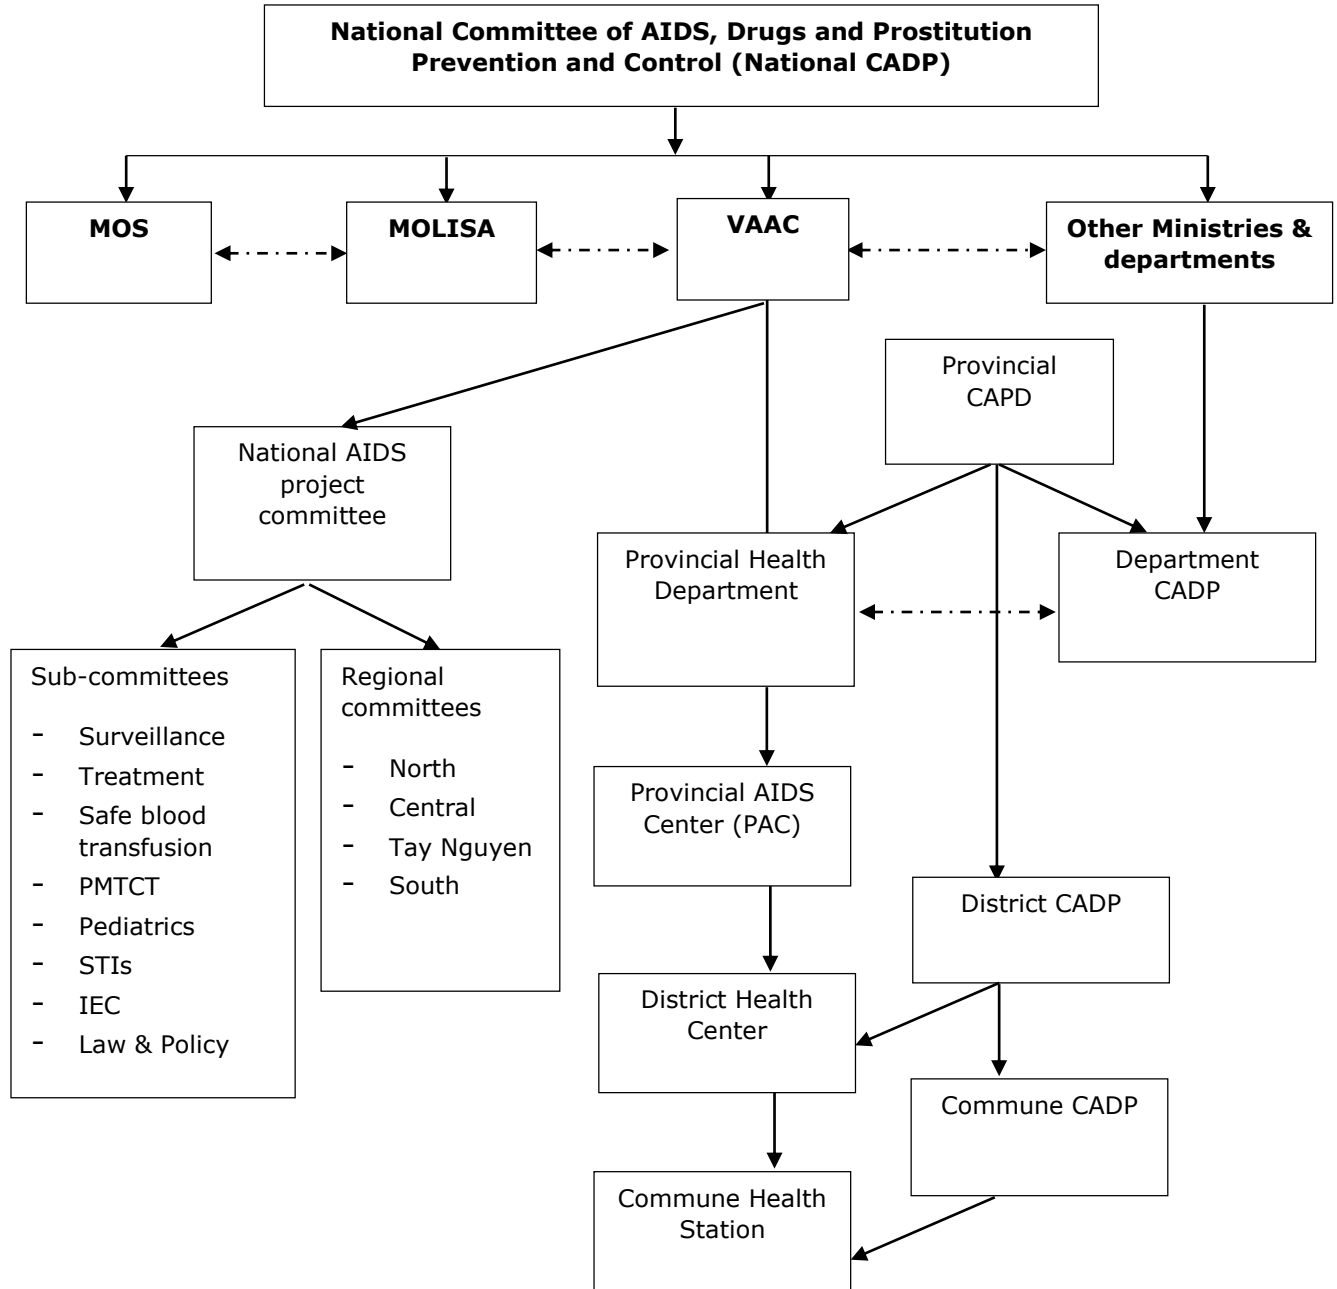 National Committee of AIDS, Drugs and Prostitution
Prevention and Control (National CADP)
MOS
MOLISA
VAAC
Other Ministries &
departments
Provincial
CAPD
National AIDS
project
committee
Provincial Health
Department
Department
CADP
Sub-committees
- Surveillance
- Treatment
- Safe blood
transfusion
- PMTCT
- Pediatrics
- STIs
- IEC
- Law & Policy
Regional
committees
- North
- Central
- Tay Nguyen
- South
Provincial AIDS
Center (PAC)
District CADP
District Health
Center
Commune CADP
Commune Health
Station